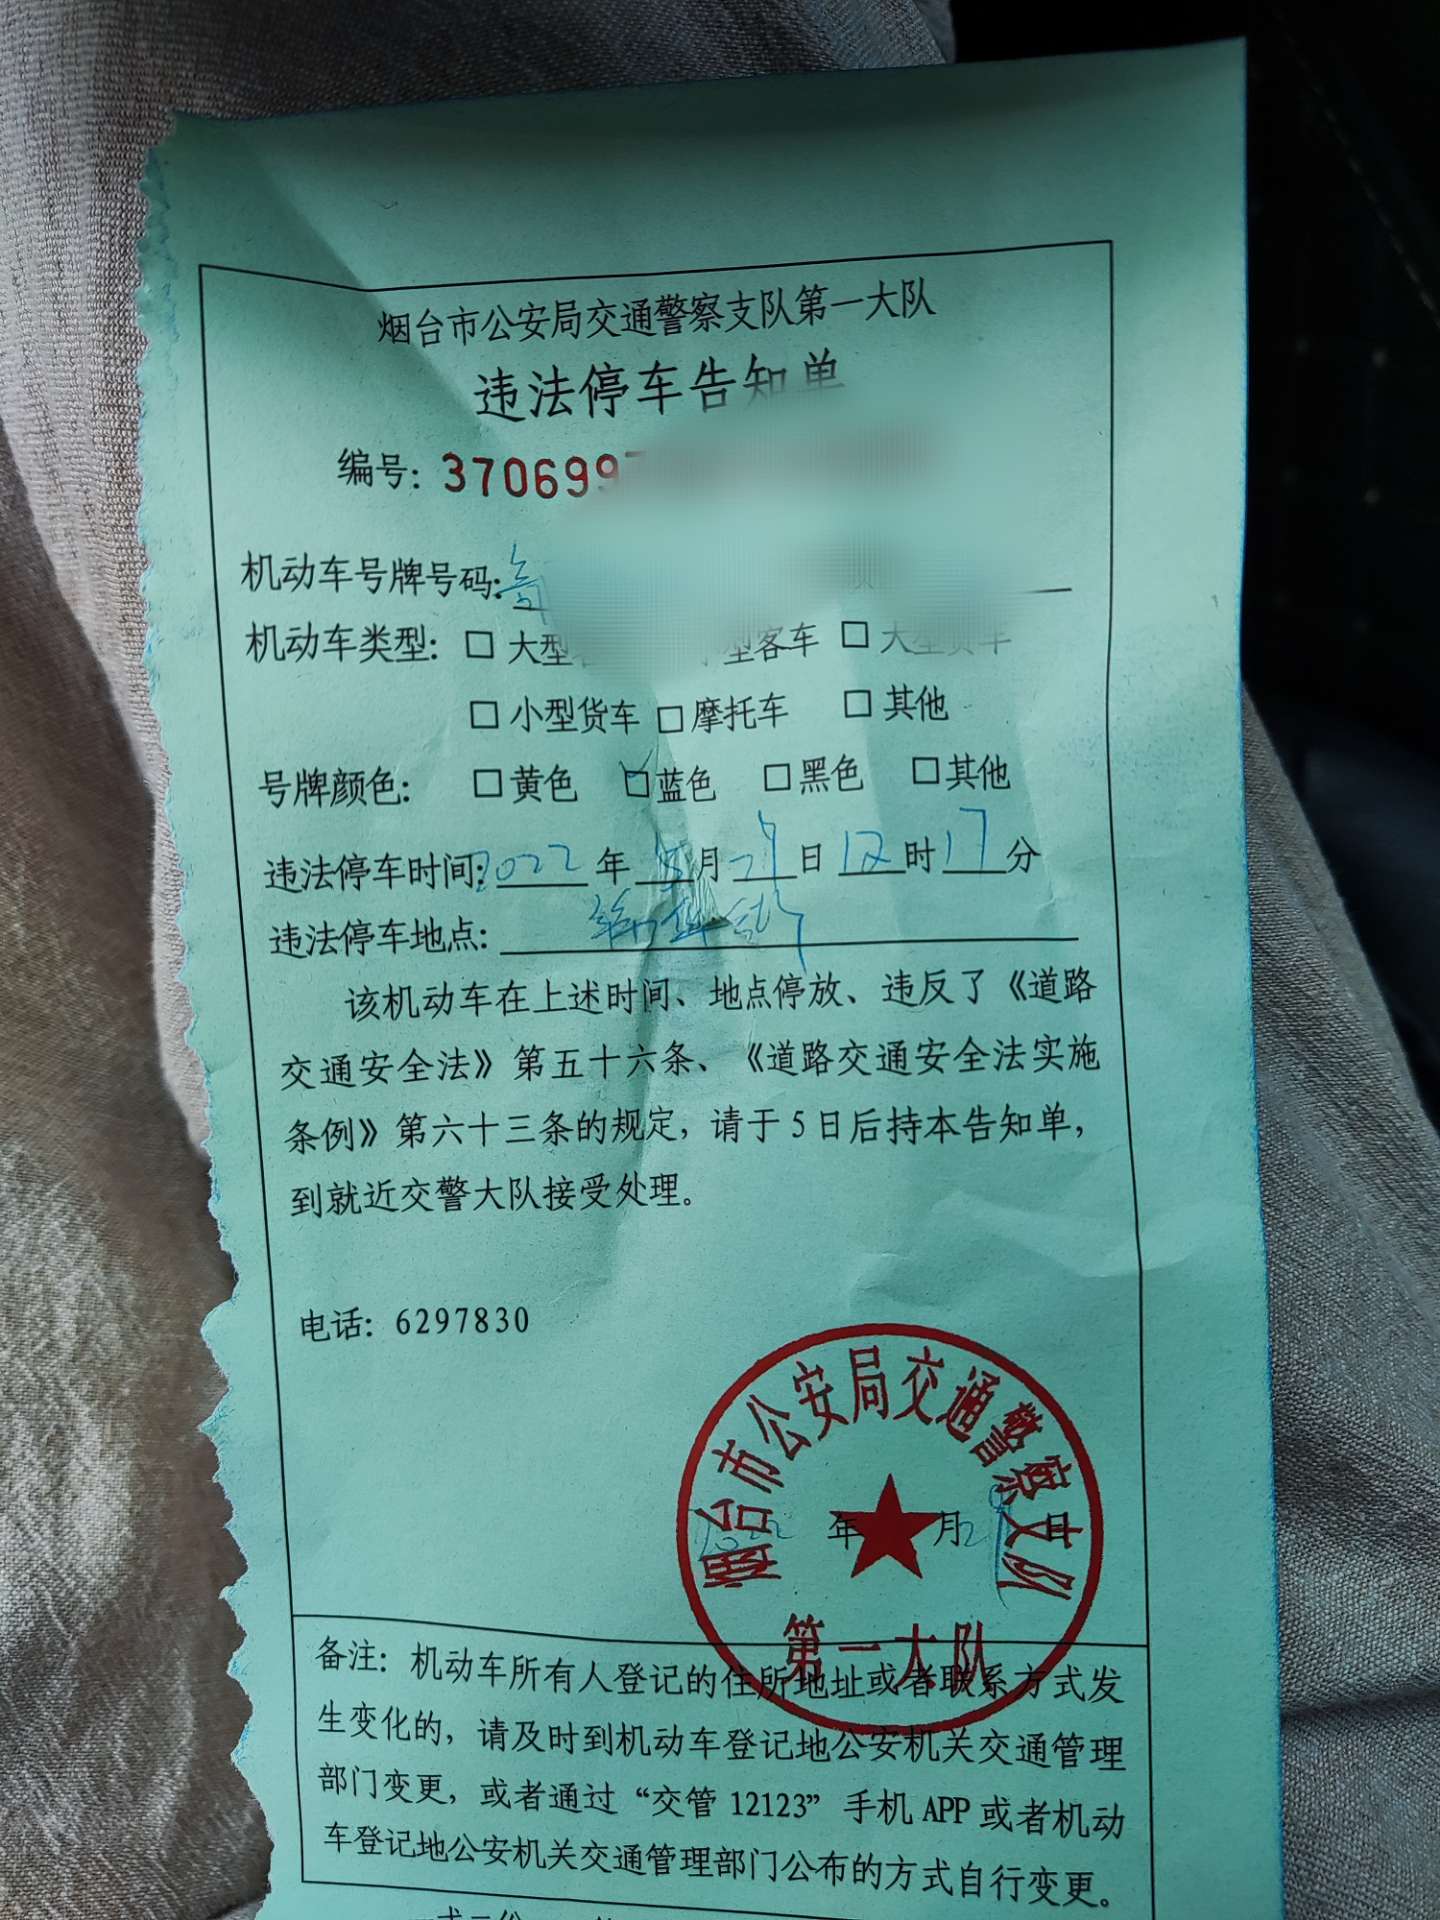 烟台市公安局交通警察支队第一大队
违法停车告知单
编号: 370699
机动车号牌号码:鲁
机动车类型: □ 大型 型客车 □ 大型货车
□ 小型货车 □ 摩托车 □ 其他
号牌颜色: □ 黄色 ☑ 蓝色 □ 黑色 □ 其他
违法停车时间: 2022 年 月 日 12 时 17 分
违法停车地点:
该机动车在上述时间、地点停放、违反了《道路
交通安全法》第五十六条、《道路交通安全法实施
条例》第六十三条的规定, 请于 5 日后持本告知单,
到就近交警大队接受处理。
电话: 6297830
烟台市公安局交通警察支队
2022 年 月 日
第一大队
备注: 机动车所有人登记的住所地址或者联系方式发
生变化的, 请及时到机动车登记地公安机关交通管理
部门变更, 或者通过“交管 12123”手机 APP 或者机动
车登记地公安机关交通管理部门公布的方式自行变更。